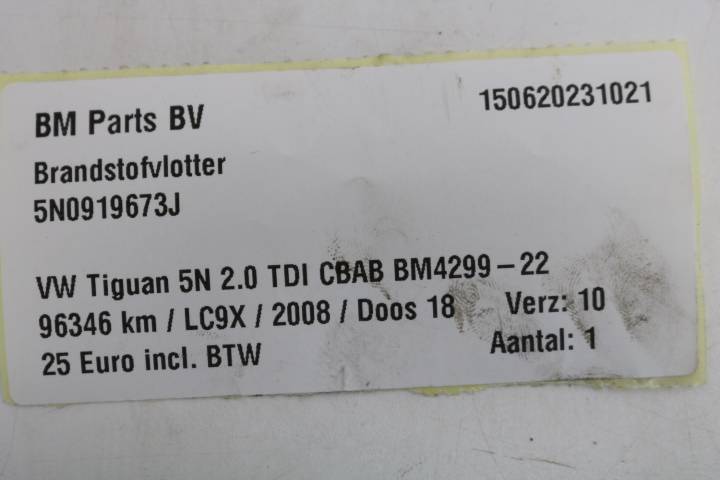 BM Parts BV
150620231021
Brandstofvlotter
5N0919673J
VW Tiguan 5N 2.0 TDI CBAB BM4299-22
96346 km / LC9X / 2008 / Doos 18 Verz: 10
25 Euro incl. BTW Aantal: 1